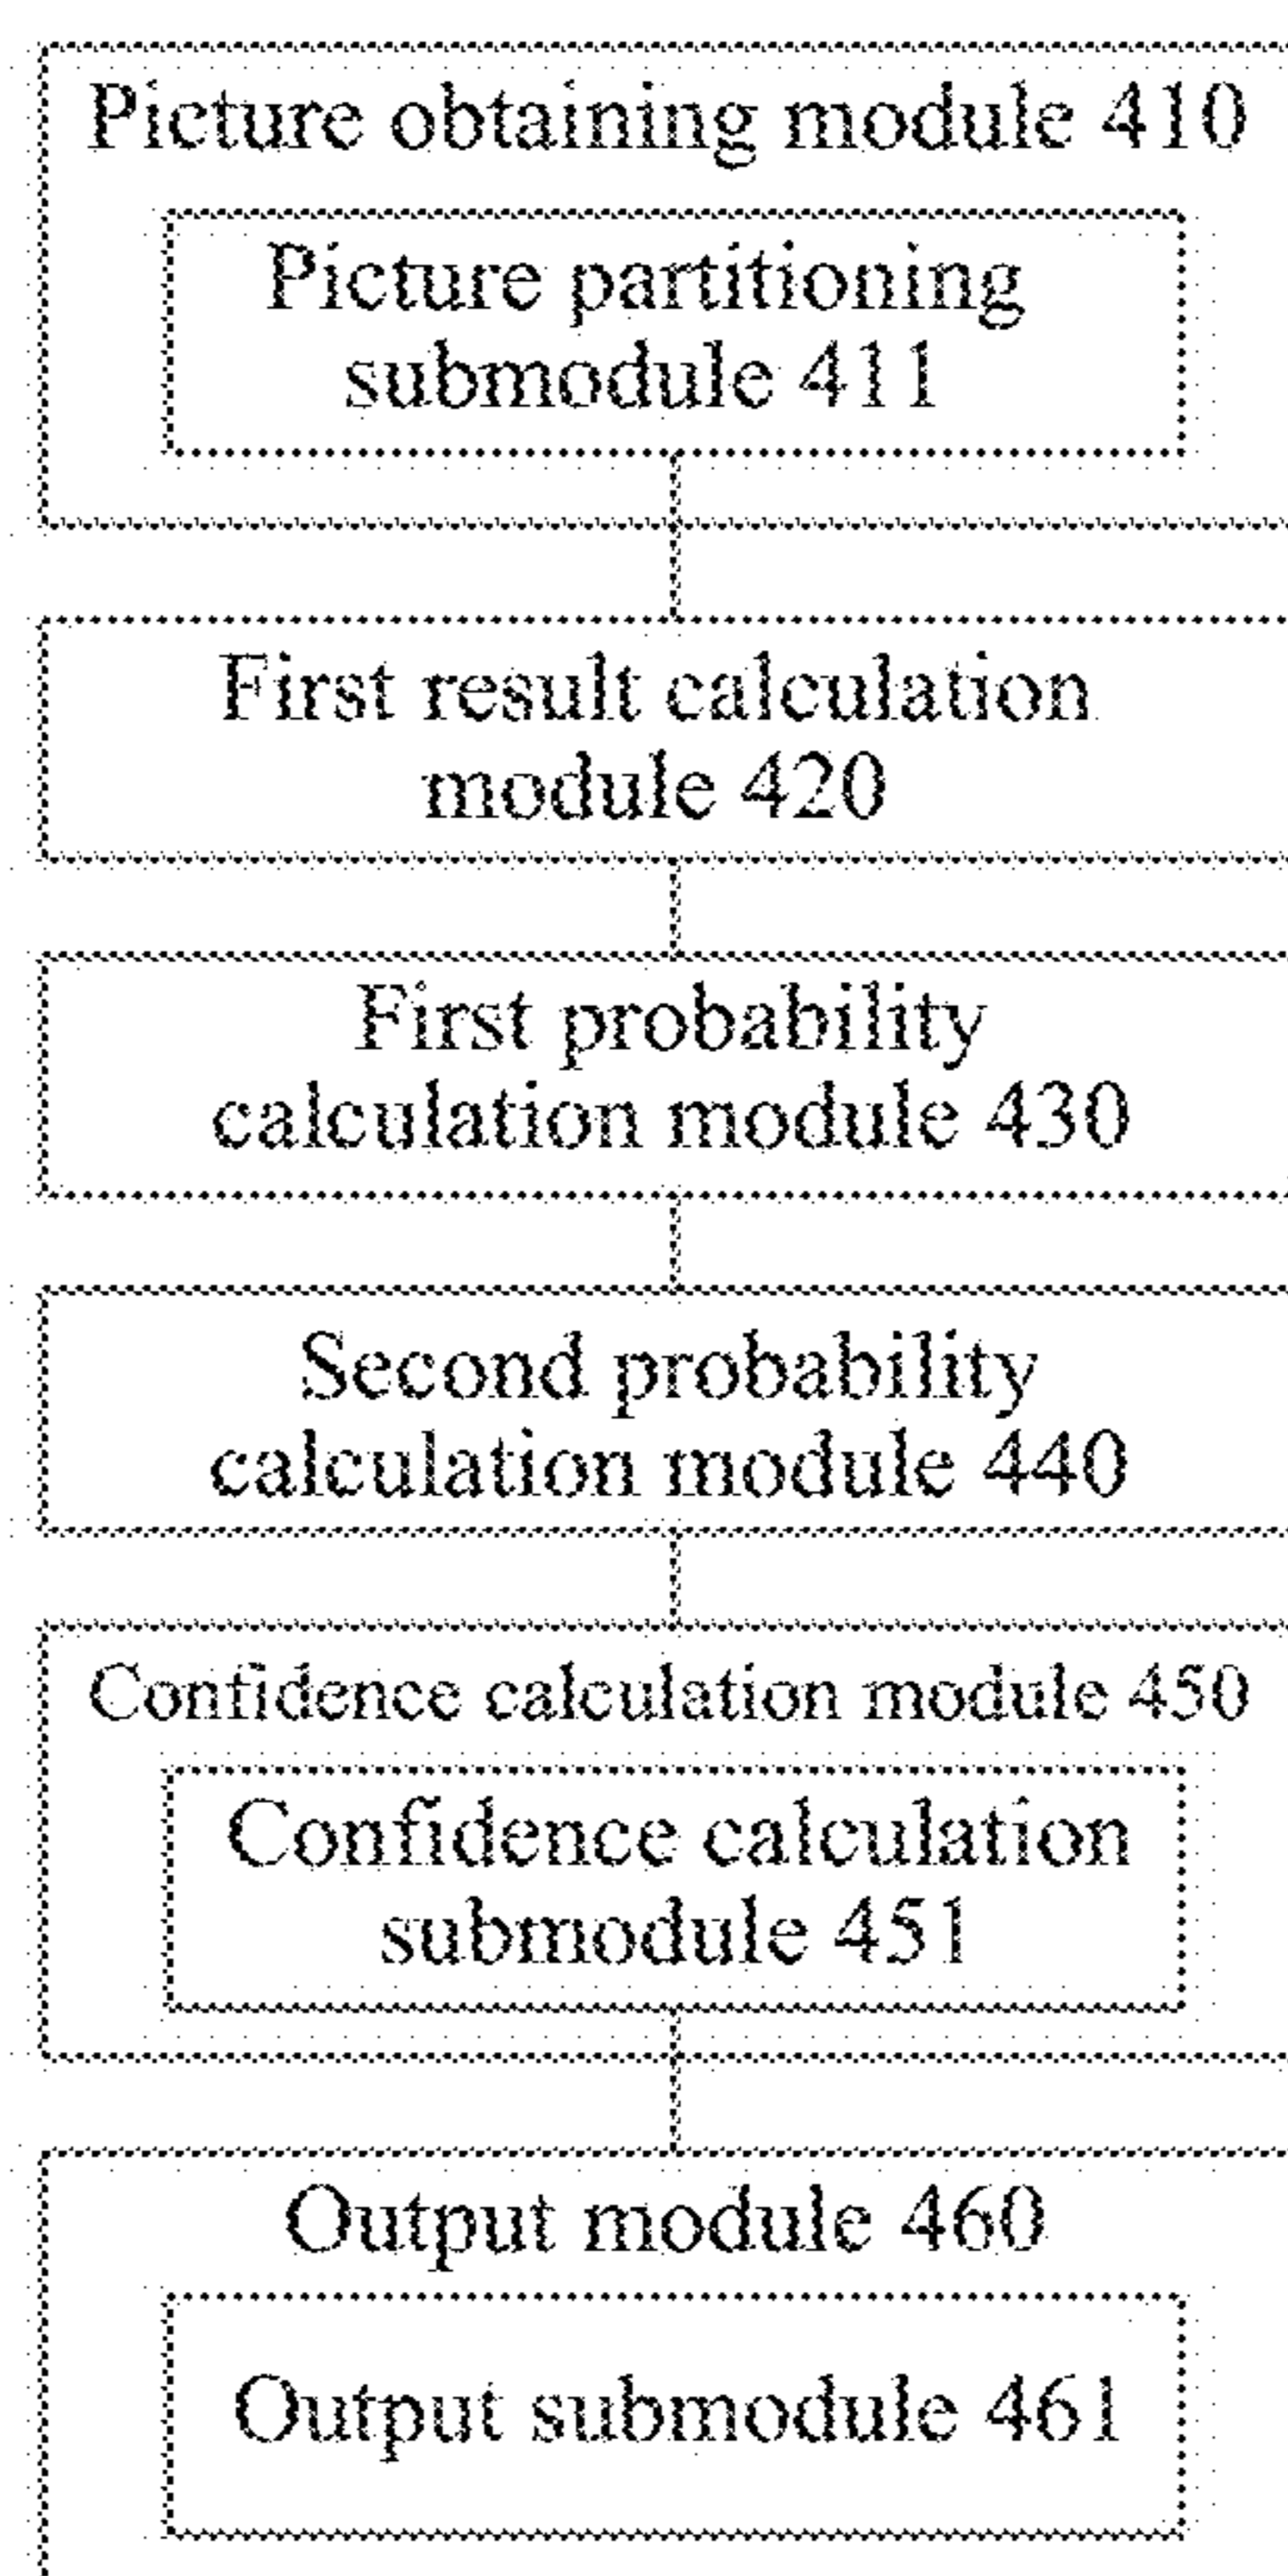 Picture obtaining module 410
Picture partitioning
submodule 411
First result calculation
module 420
First probability
calculation module 430
Second probability
calculation module 440
Confidence calculation module 450
Confidence calculation
submodule 451
Output module 460
Output submodule 461